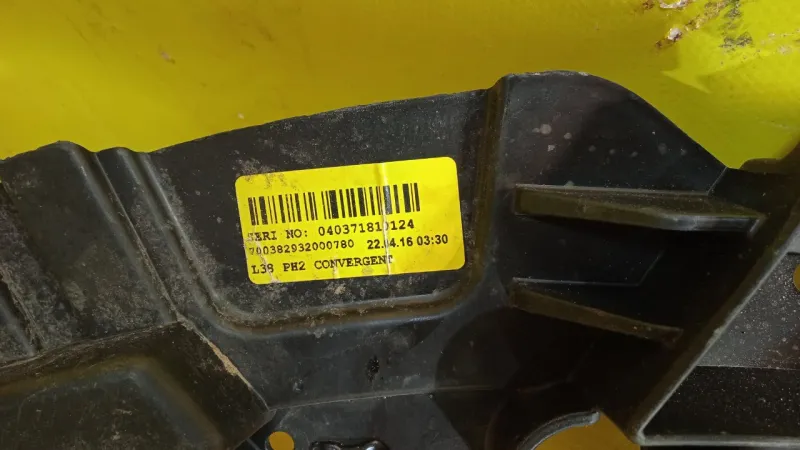 SERI NO: 040371810124
700382932000780 22.04.16 03:30
L38 PH2 CONVERGENT